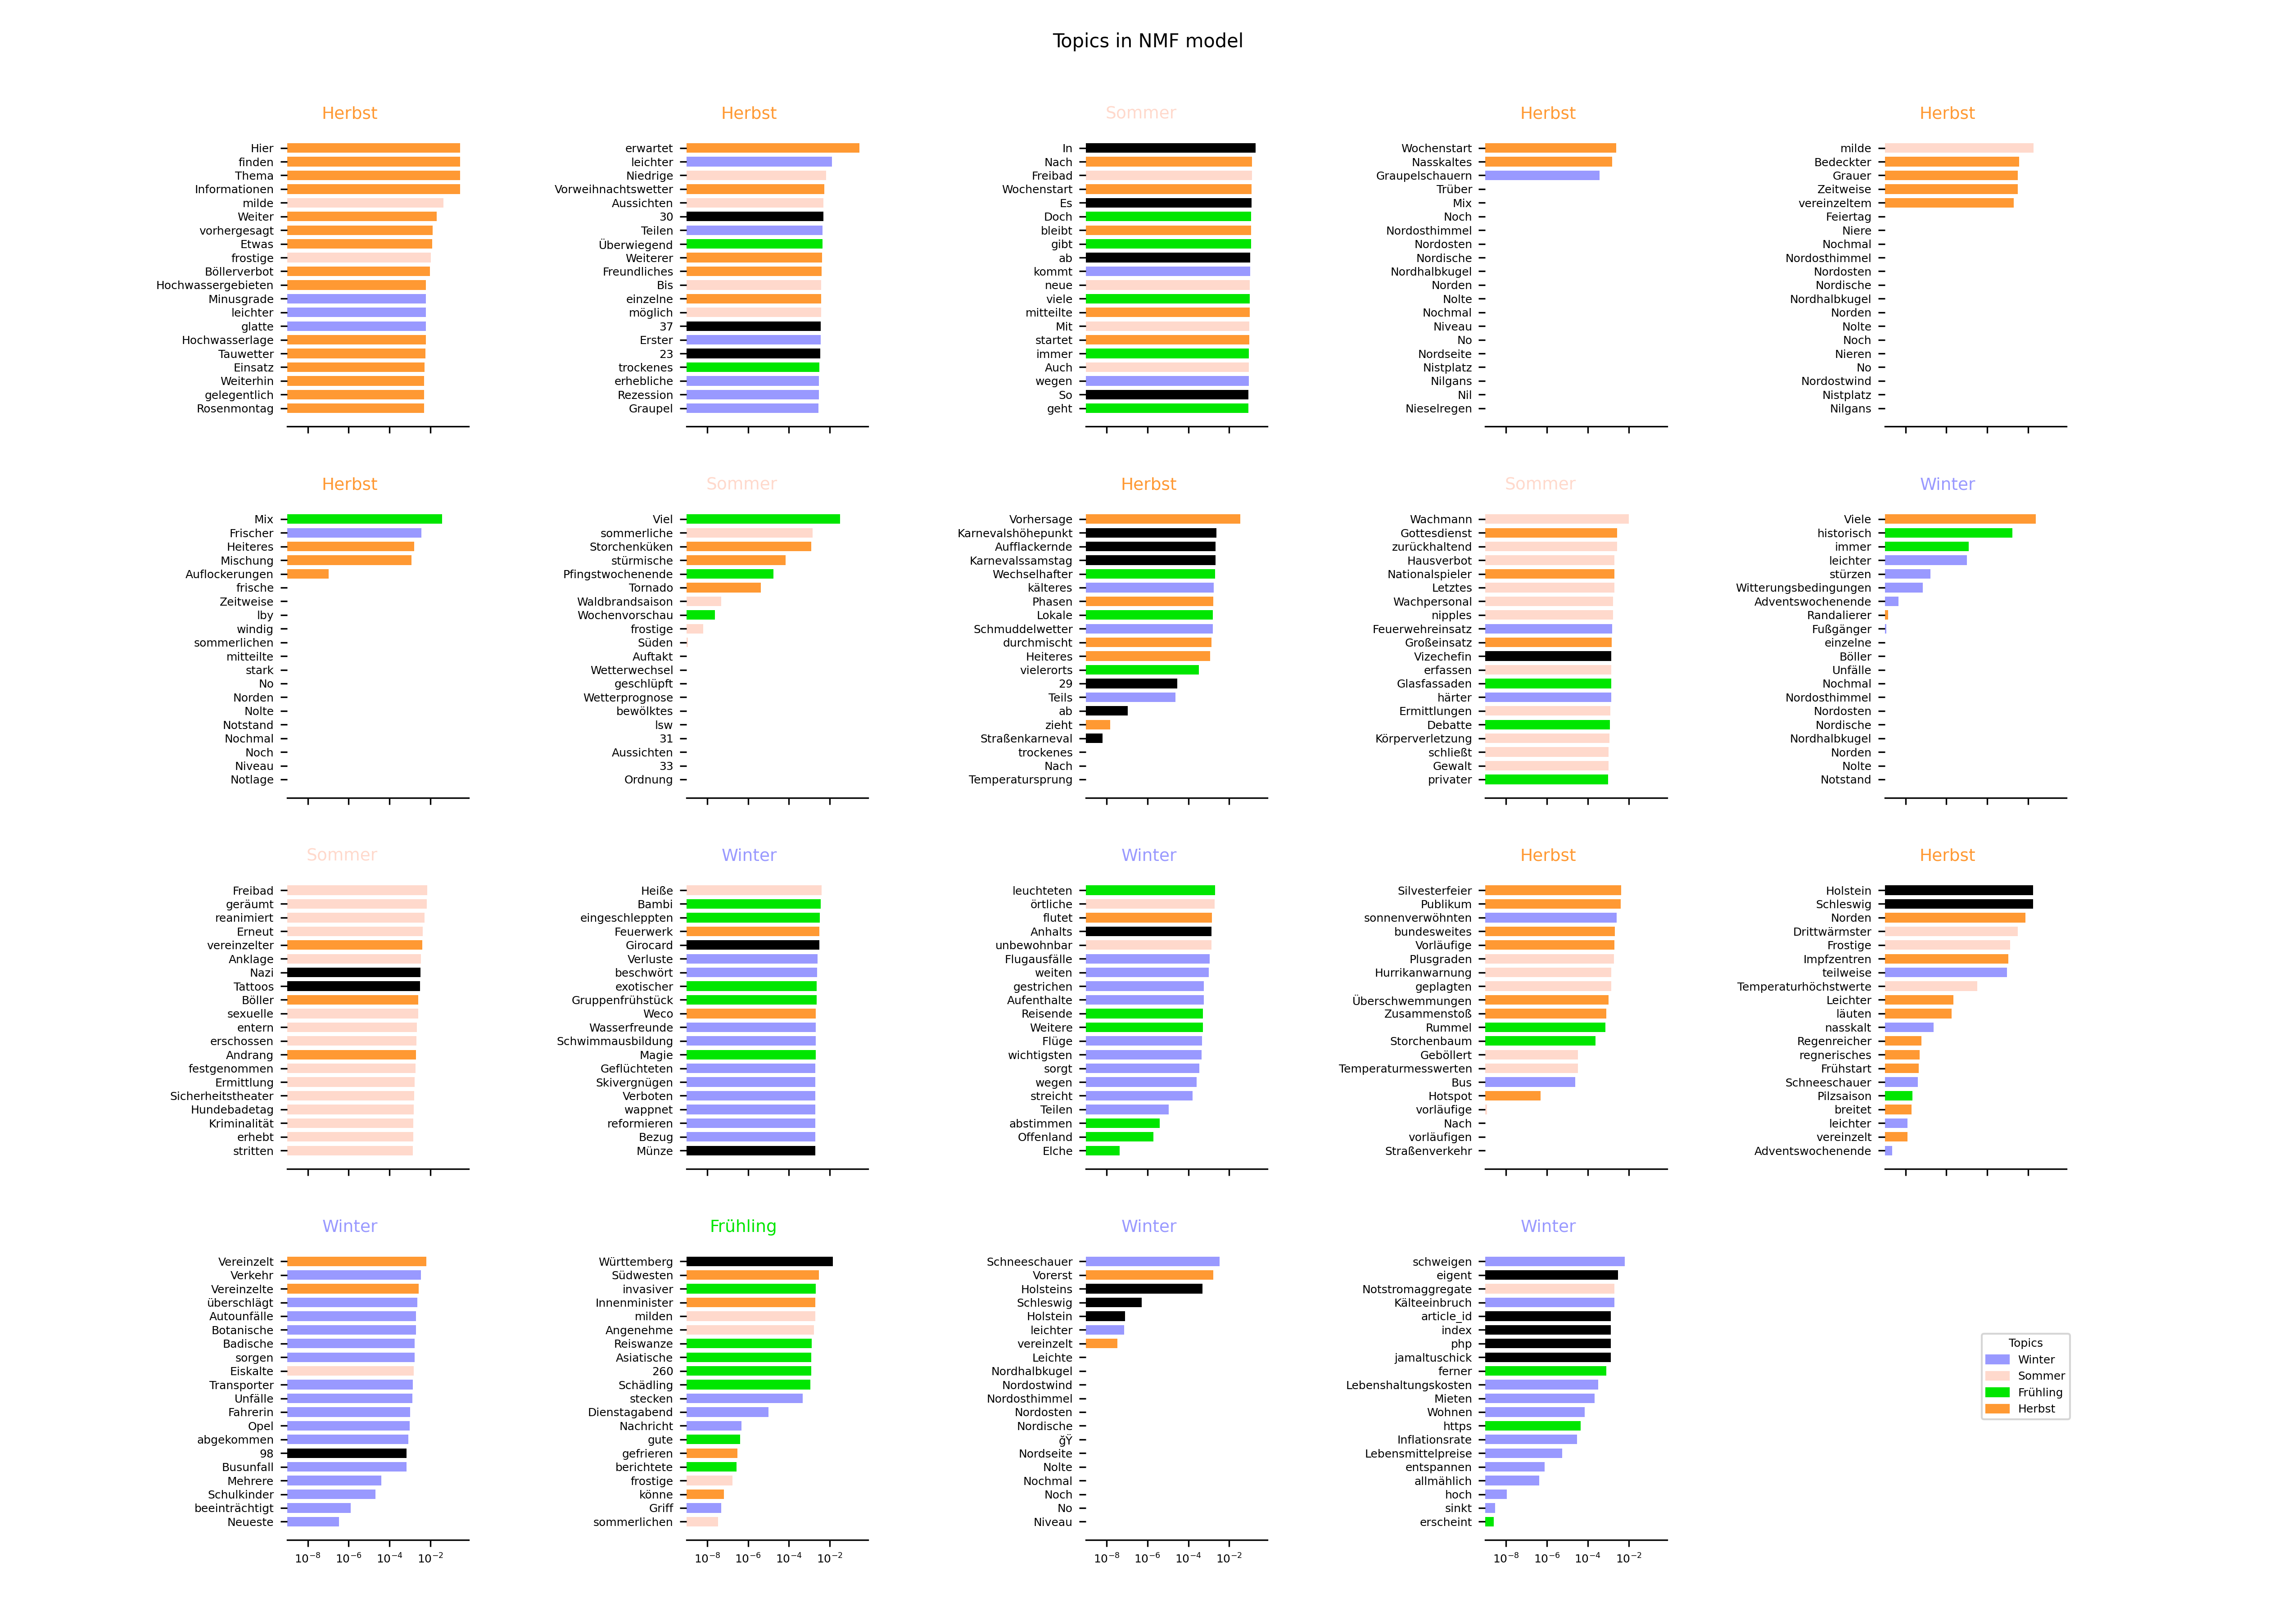 Topics in NMF model
Herbst
Hier
finden
Thema
Informationen
milde
Weiter
vorhergesagt
Etwas
frostige
Böllerverbot
Hochwassergebieten
Minusgrade
leichter
glatte
Hochwasserlage
Tauwetter
Einsatz
Weiterhin
gelegentlich
Rosenmontag
Herbst
erwartet
leichter
Niedrige
Vorweihnachtswetter
Aussichten
30
Teilen
Überwiegend
Weiterer
Freundliches
Bis
einzelne
möglich
37
Erster
23
trockenes
erhebliche
Rezession
Graupel
Sommer
In
Nach
Freibad
Wochenstart
Es
Doch
bleibt
gibt
ab
kommt
neue
viele
mitteilte
Mit
startet
immer
Auch
wegen
So
geht
Herbst
Wochenstart
Nasskaltes
Graupelschauern
Trüber
Mix
Noch
Nordosthimmel
Nordosten
Nordische
Nordhalbkugel
Norden
Nolte
Nochmal
Niveau
No
Nordseite
Nistplatz
Nilgans
Nil
Nieselregen
Herbst
milde
Bedeckter
Grauer
Zeitweise
vereinzeltem
Feiertag
Niere
Nochmal
Nordosthimmel
Nordosten
Nordische
Nordhalbkugel
Norden
Nolte
Noch
Nieren
No
Nordostwind
Nistplatz
Nilgans
Herbst
Mix
Frischer
Heiteres
Mischung
Auflockerungen
frische
Zeitweise
lby
windig
sommerlichen
mitteilte
stark
No
Norden
Nolte
Notstand
Nochmal
Noch
Niveau
Notlage
Sommer
Viel
sommerliche
Storchenküken
stürmische
Pfingstwochenende
Tornado
Waldbrandsaison
Wochenvorschau
frostige
Süden
Auftakt
Wetterwechsel
geschlüpft
Wetterprognose
bewölktes
lsw
31
Aussichten
33
Ordnung
Herbst
Vorhersage
Karnevalshöhepunkt
Aufflackernde
Karnevalssamstag
Wechselhafter
kälteres
Phasen
Lokale
Schmuddelwetter
durchmischt
Heiteres
vielerorts
29
Teils
ab
zieht
Straßenkarneval
trockenes
Nach
Temperatursprung
Sommer
Wachmann
Gottesdienst
zurückhaltend
Hausverbot
Nationalspieler
Letztes
Wachpersonal
nipples
Feuerwehreinsatz
Großeinsatz
Vizechefin
erfassen
Glasfassaden
härter
Ermittlungen
Debatte
Körperverletzung
schließt
Gewalt
privater
Winter
Viele
historisch
immer
leichter
stürzen
Witterungsbedingungen
Adventswochenende
Randalierer
Fußgänger
einzelne
Böller
Unfälle
Nochmal
Nordosthimmel
Nordosten
Nordische
Nordhalbkugel
Norden
Nolte
Notstand
Sommer
Freibad
geräumt
reanimiert
Erneut
vereinzelter
Anklage
Nazi
Tattoos
Böller
sexuelle
entern
erschossen
Andrang
festgenommen
Ermittlung
Sicherheitstheater
Hundebadetag
Kriminalität
erhebt
stritten
Winter
Heiße
Bambi
eingeschleppten
Feuerwerk
Girocard
Verluste
beschwört
exotischer
Gruppenfrühstück
Weco
Wasserfreunde
Schwimmausbildung
Magie
Geflüchteten
Skivergnügen
Verboten
wappnet
reformieren
Bezug
Münze
Winter
leuchteten
örtliche
flutet
Anhalts
unbewohnbar
Flugausfälle
weiten
gestrichen
Aufenthalte
Reisende
Weitere
Flüge
wichtigsten
sorgt
wegen
streicht
Teilen
abstimmen
Offenland
Elche
Herbst
Silvesterfeier
Publikum
sonnenverwöhnten
bundesweites
Vorläufige
Plusgraden
Hurrikanwarnung
geplagten
Überschwemmungen
Zusammenstoß
Rummel
Storchenbaum
Geböllert
Temperaturmesswerten
Bus
Hotspot
vorläufige
Nach
vorläufigen
Straßenverkehr
Herbst
Holstein
Schleswig
Norden
Drittwärmster
Frostige
Impfzentren
teilweise
Temperaturhöchstwerte
Leichter
läuten
nasskalt
Regenreicher
regnerisches
Frühstart
Schneeschauer
Pilzsaison
breitet
leichter
vereinzelt
Adventswochenende
Winter
Vereinzelt
Verkehr
Vereinzelte
überschlägt
Autounfälle
Botanische
Badische
sorgen
Eiskalte
Transporter
Unfälle
Fahrerin
Opel
abgekommen
98
Busunfall
Mehrere
Schulkinder
beeinträchtigt
Neueste
10⁻⁸ 10⁻⁶ 10⁻⁴ 10⁻²
Frühling
Württemberg
Südwesten
invasiver
Innenminister
milden
Angenehme
Reiswanze
Asiatische
260
Schädling
stecken
Dienstagabend
Nachricht
gute
gefrieren
berichtete
frostige
könne
Griff
sommerlichen
10⁻⁸ 10⁻⁶ 10⁻⁴ 10⁻²
Winter
Schneeschauer
Vorerst
Holsteins
Schleswig
Holstein
leichter
vereinzelt
Leichte
Nordhalbkugel
Nordostwind
Nordosthimmel
Nordosten
Nordische
ğŸ
Nordseite
Nolte
Nochmal
Noch
No
Niveau
10⁻⁸ 10⁻⁶ 10⁻⁴ 10⁻²
Winter
schweigen
eigent
Notstromaggregate
Kälteeinbruch
article_id
index
php
jamaltuschick
ferner
Lebenshaltungskosten
Mieten
Wohnen
https
Inflationsrate
Lebensmittelpreise
entspannen
allmählich
hoch
sinkt
erscheint
10⁻⁸ 10⁻⁶ 10⁻⁴ 10⁻²
Topics
Winter
Sommer
Frühling
Herbst